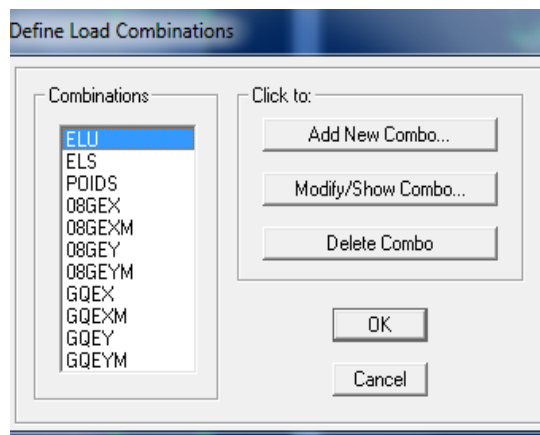 Define Load Combinations
Combinations
ELU
ELS
POIDS
08GEX
08GEXM
08GEY
08GEYM
GQEX
GQEXM
GQEY
GQEYM
Click to:
Add New Combo...
Modify/Show Combo...
Delete Combo
OK
Cancel